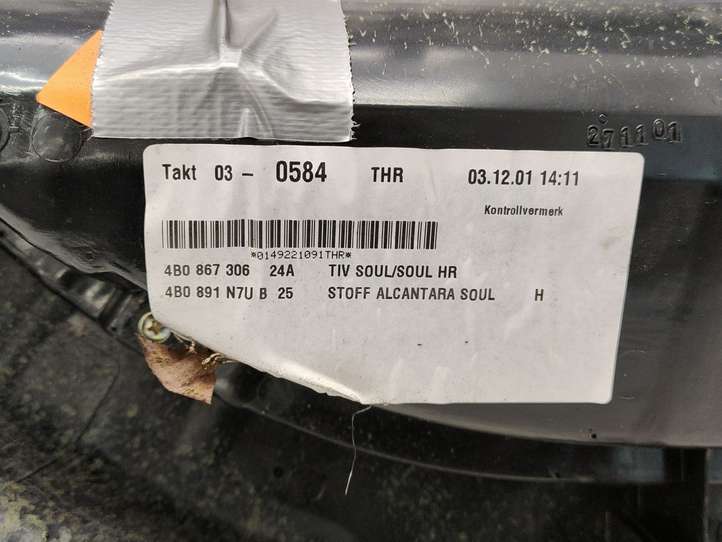 271101
Takt 03 – 0584 THR 03.12.01 14:11
Kontrollvermerk
*0149221091THR*
4B0 867 306 24A TIV SOUL/SOUL HR
4B0 891 N7U B 25 STOFF ALCANTARA SOUL H